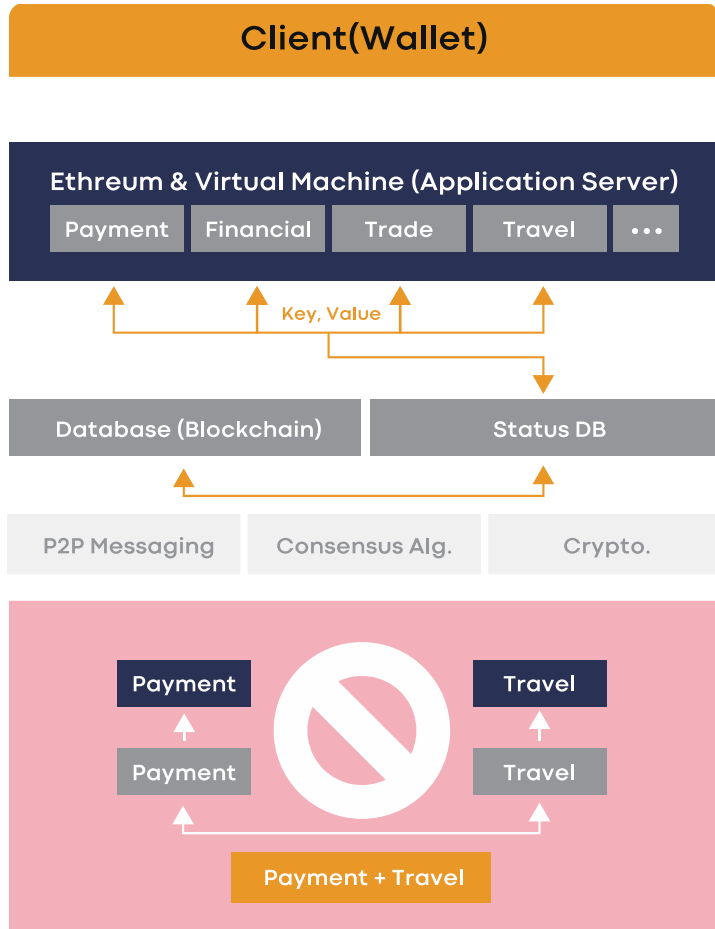 Client(Wallet)
Ethreum & Virtual Machine (Application Server)
Payment
Financial
Trade
Travel
...
Key, Value
Database (Blockchain)
Status DB
P2P Messaging
Consensus Alg.
Crypto.
Payment
Travel
Payment
Travel
Payment + Travel